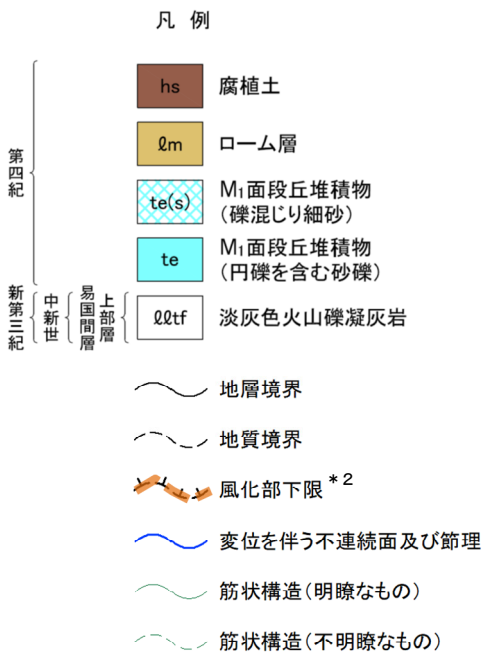 凡 例
hs 腐植土
ℓm ローム層
te(s) M₁面段丘堆積物
(礫混じり細砂)
te M₁面段丘堆積物
(円礫を含む砂礫)
ℓℓtf 淡灰色火山礫凝灰岩
第四紀
新第三紀
中新世
易国間層
上部層
地層境界
地質境界
風化部下限*2
変位を伴う不連続面及び節理
筋状構造(明瞭なもの)
筋状構造(不明瞭なもの)